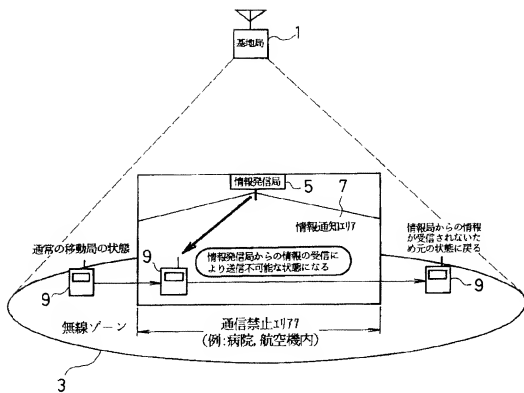 基地局
1
情報発信局
5
7
情報通知エリア
通常の移動局の状態
9
9
情報発信局からの情報の受信に
より送信不可能な状態になる
情報局からの情報
が受信されないた
め元の状態に戻る
9
無線ゾーン
通信禁止エリア
(例:病院,航空機内)
3